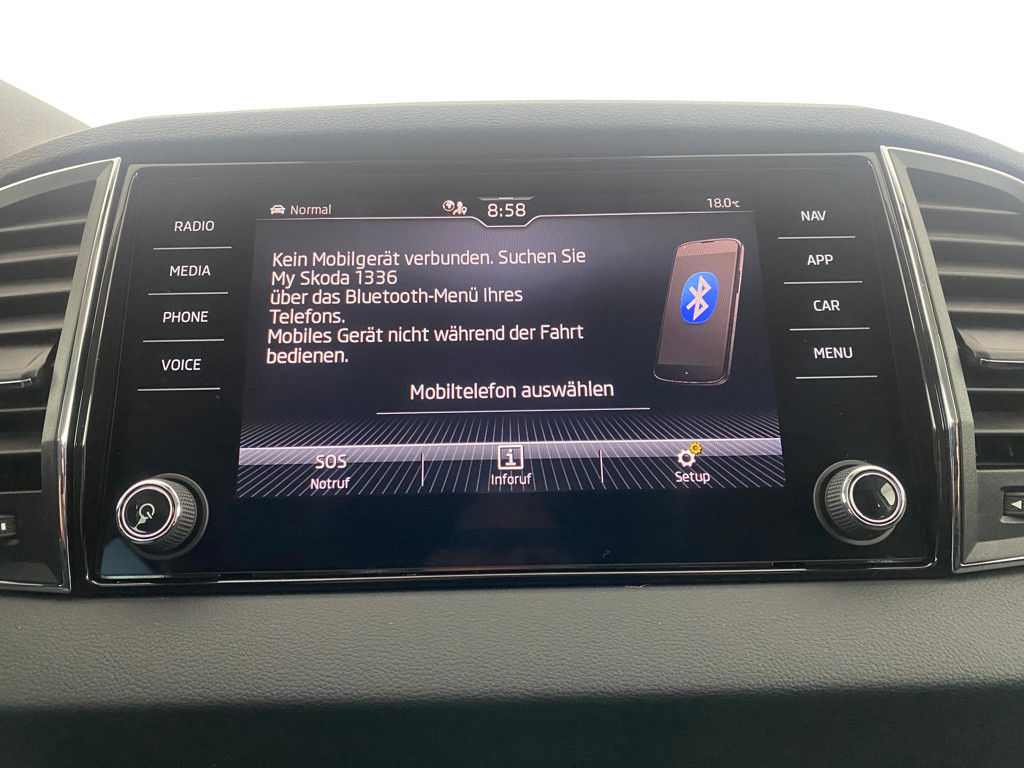 Normal
8:58
18.0°C
RADIO
MEDIA
PHONE
VOICE
Kein Mobilgerät verbunden. Suchen Sie
My Skoda 1336
über das Bluetooth-Menü Ihres
Telefons.
Mobiles Gerät nicht während der Fahrt
bedienen.
Mobiltelefon auswählen
SOS
Notruf
i
Inforuf
Setup
NAV
APP
CAR
MENU